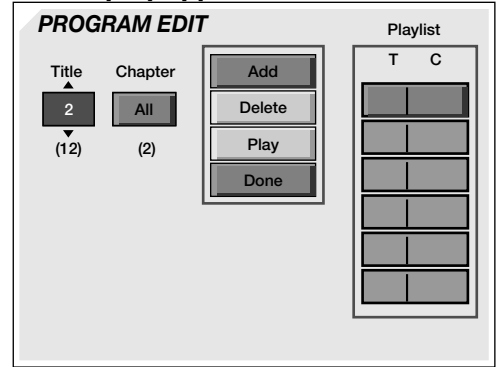 PROGRAM EDIT
Playlist
Title Chapter
T C
2 All
(12) (2)
Add
Delete
Play
Done